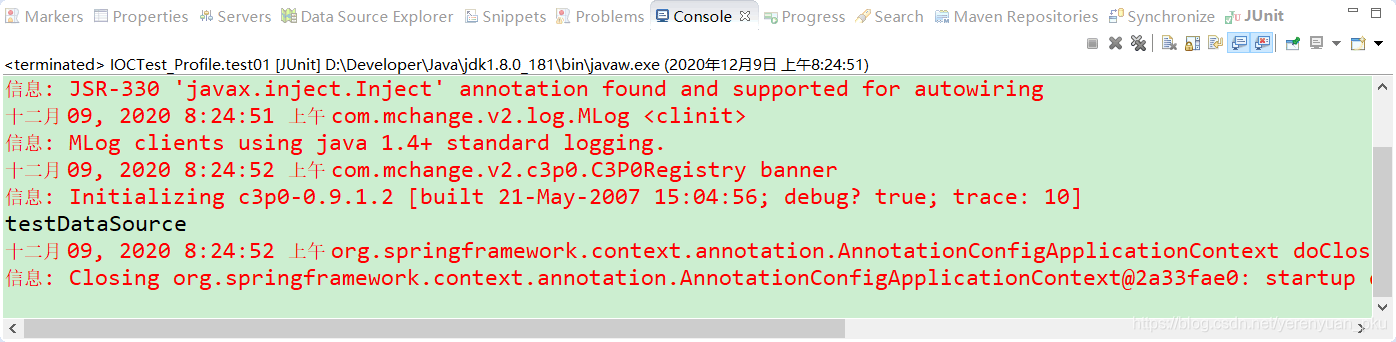 Markers Properties Servers Data Source Explorer Snippets Problems Console Progress Search Maven Repositories Synchronize JUnit
<terminated> IOCTest_Profile.test01 [JUnit] D:\Developer\Java\jdk1.8.0_181\bin\javaw.exe (2020年12月9日 上午8:24:51)
信息: JSR-330 'javax.inject.Inject' annotation found and supported for autowiring
十二月 09, 2020 8:24:51 上午 com.mchange.v2.log.MLog <clinit>
信息: MLog clients using java 1.4+ standard logging.
十二月 09, 2020 8:24:52 上午 com.mchange.v2.c3p0.C3P0Registry banner
信息: Initializing c3p0-0.9.1.2 [built 21-May-2007 15:04:56; debug? true; trace: 10]
testDataSource
十二月 09, 2020 8:24:52 上午 org.springframework.context.annotation.AnnotationConfigApplicationContext doClos
信息: Closing org.springframework.context.annotation.AnnotationConfigApplicationContext@2a33fae0: startup